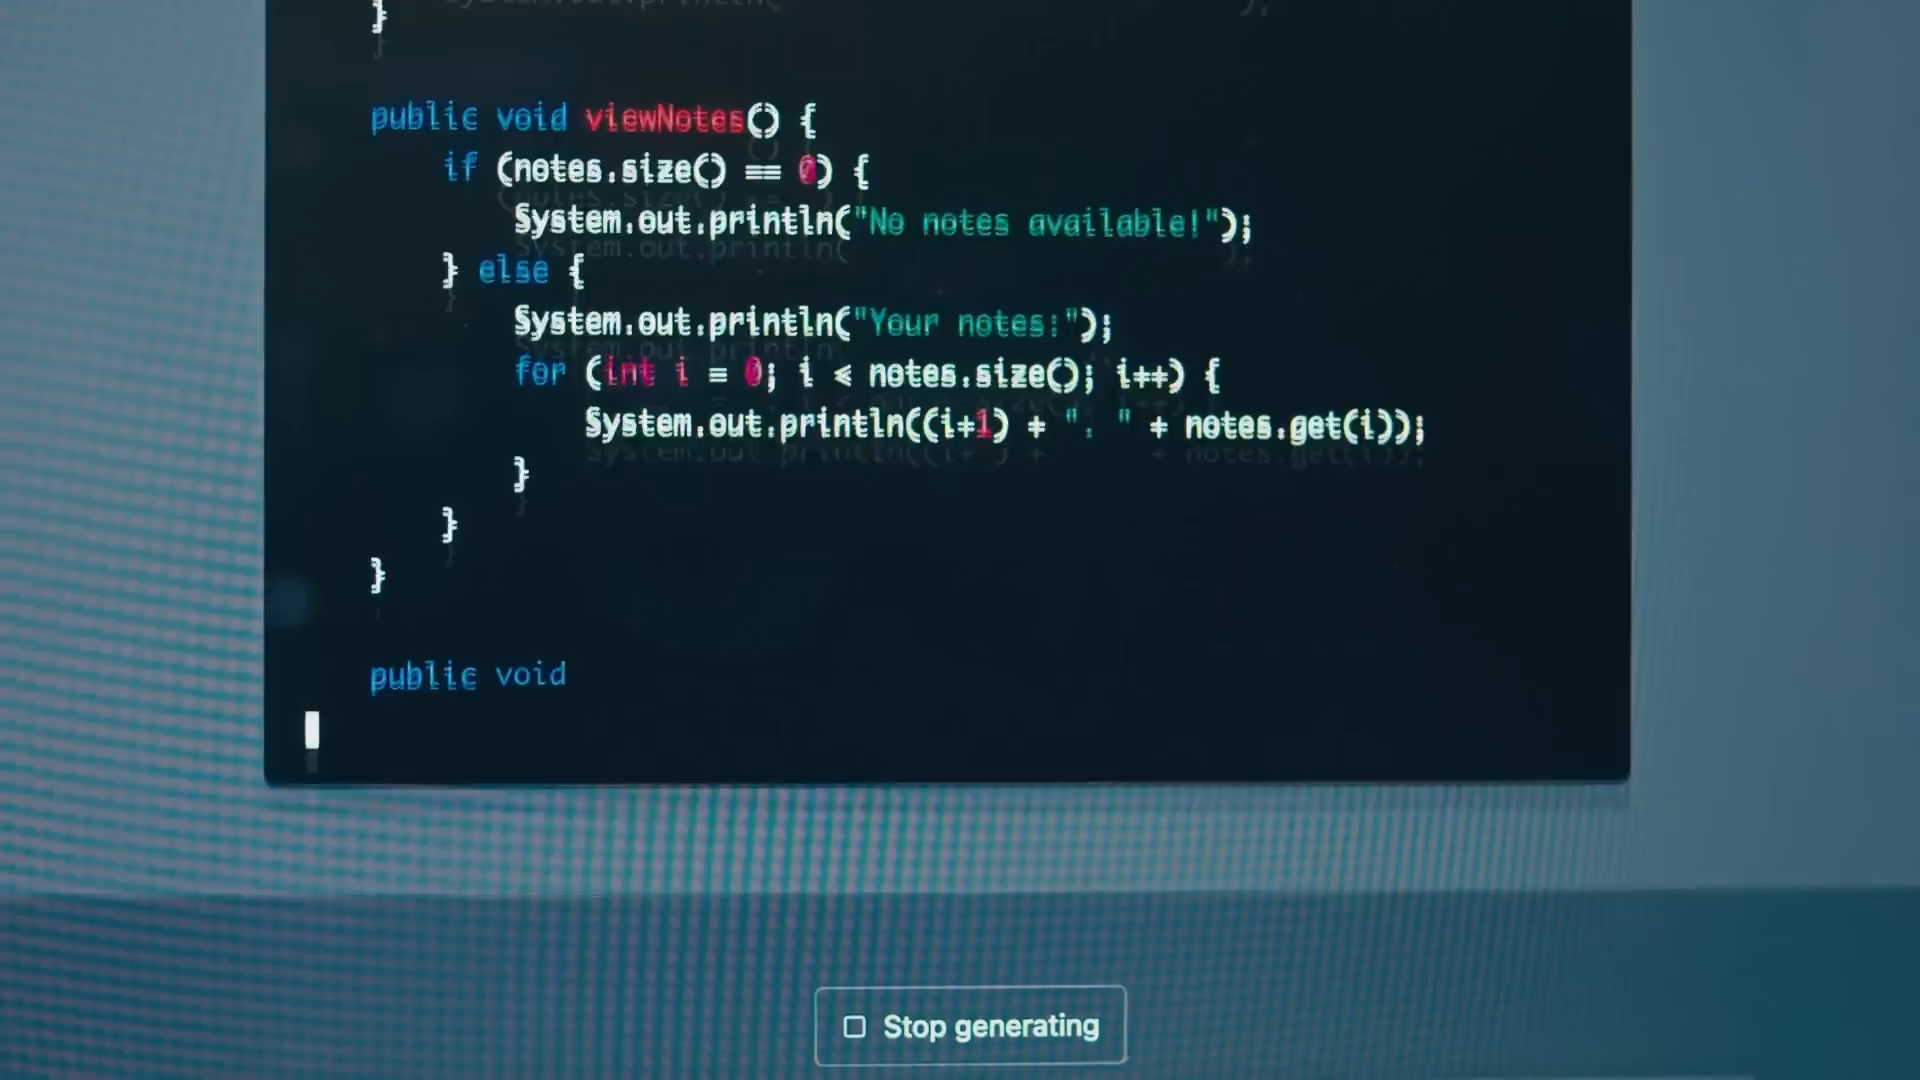 }
public void viewNotes() {
if (notes.size() == 0) {
System.out.println("No notes available!");
} else {
System.out.println("Your notes:");
for (int i = 0; i < notes.size(); i++) {
System.out.println((i+1) + ". " + notes.get(i));
}
}
}
public void
Stop generating